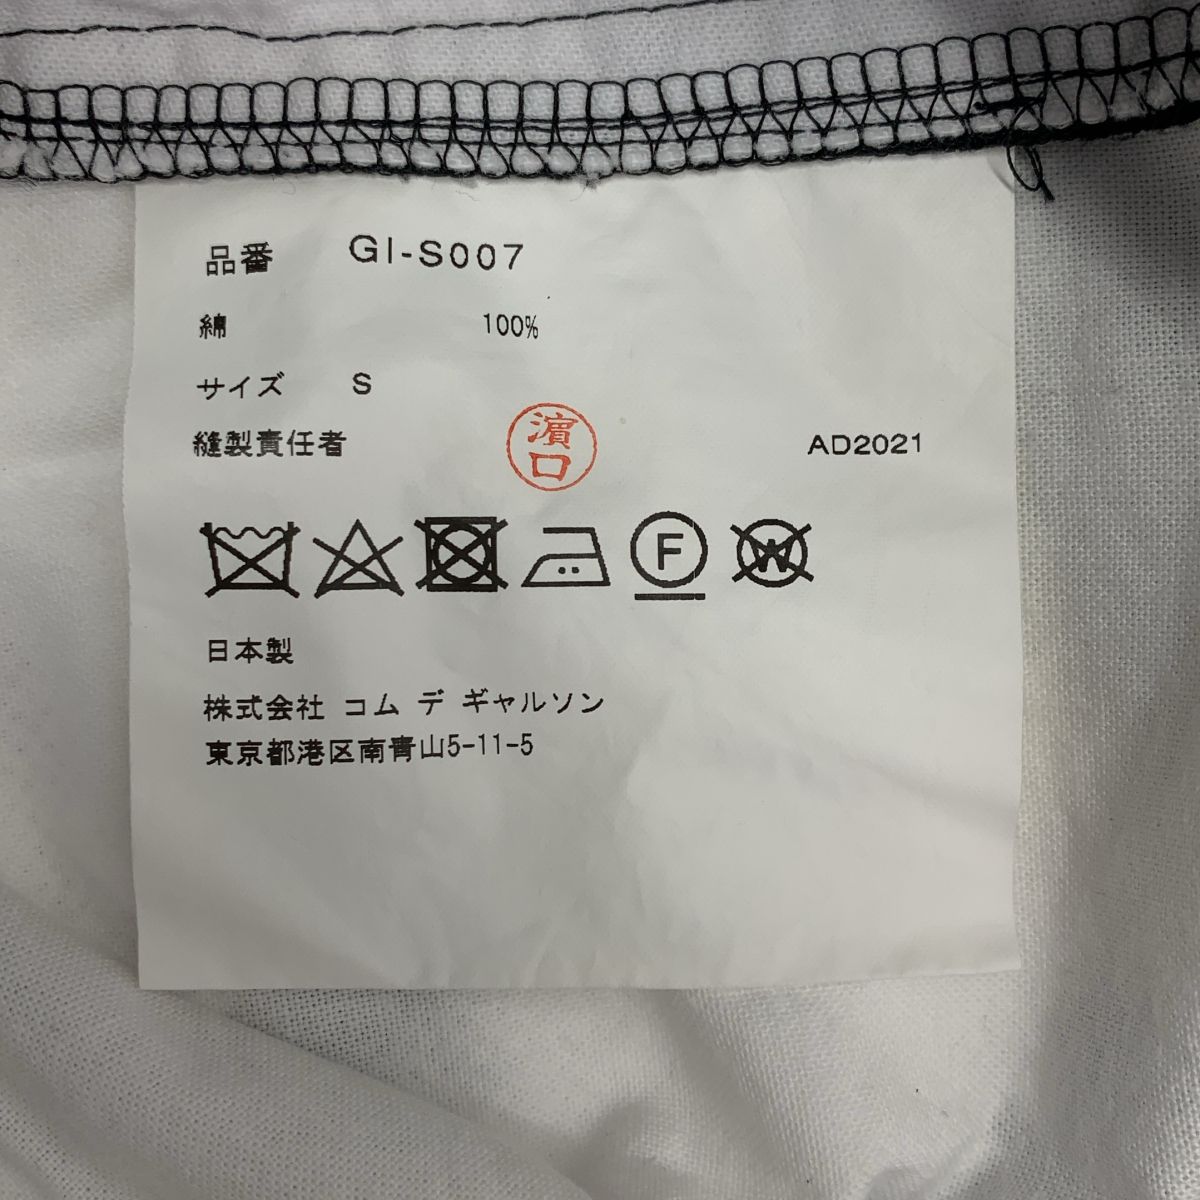 品番 GI-S007
綿 100%
サイズ S
縫製責任者 濵口 AD2021
F W
日本製
株式会社 コム デ ギャルソン
東京都港区南青山5-11-5